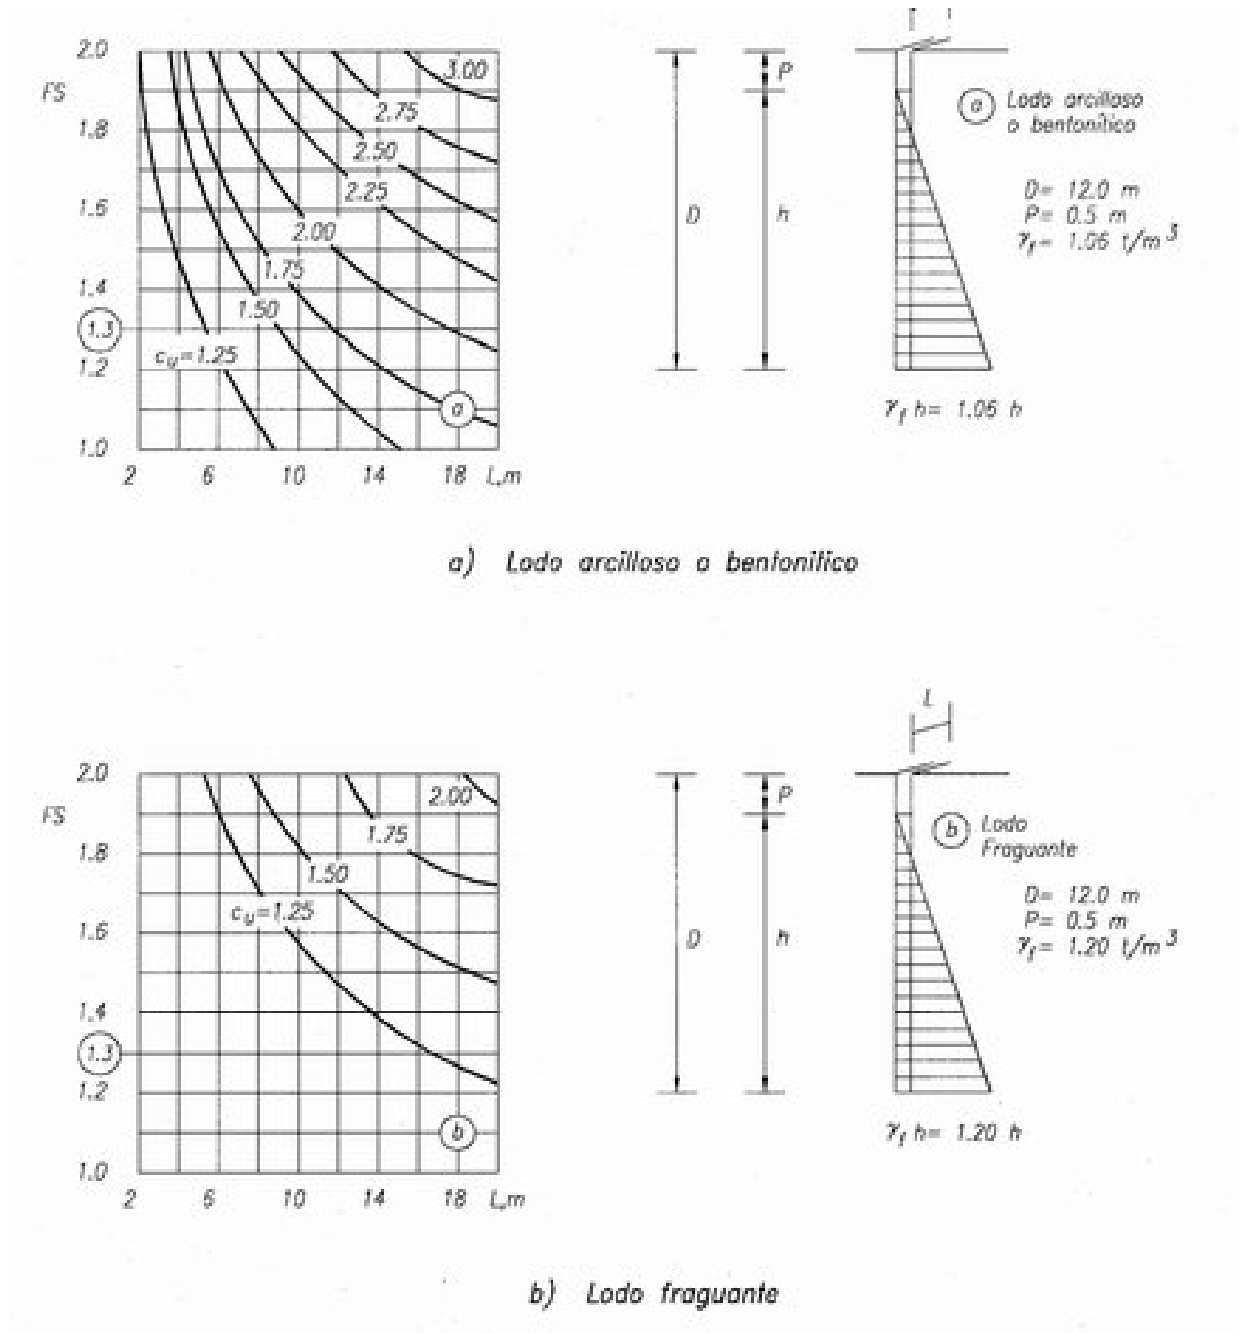 2.0
FS
1.8
1.6
1.4
1.3
1.2
1.0
2 6 10 14 18 L,m
3.00
2.75
2.50
2.25
2.00
1.75
1.50
cu=1.25
a
D
P
h
a Lodo arcilloso
o bentonítico
D= 12.0 m
P= 0.5 m
γf= 1.06 t/m3
γf h= 1.06 h
a) Lodo arcilloso o bentonítico
2.0
FS
1.8
1.6
1.4
1.3
1.2
1.0
2 6 10 14 18 L,m
2.00
1.75
1.50
cu=1.25
b
D
P
h
L
b Lodo
Fraguante
D= 12.0 m
P= 0.5 m
γf= 1.20 t/m3
γf h= 1.20 h
b) Lodo fraguante